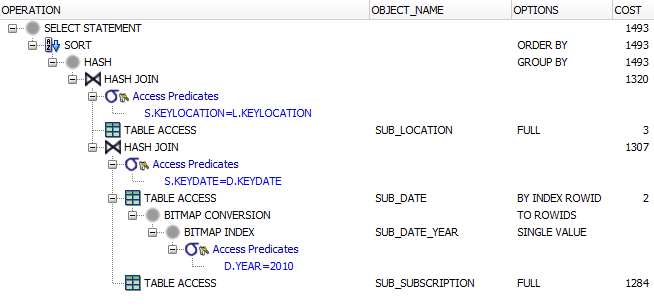 OPERATION OBJECT_NAME OPTIONS COST
SELECT STATEMENT 1493
SORT ORDER BY 1493
HASH GROUP BY 1493
HASH JOIN 1320
Access Predicates
S.KEYLOCATION=L.KEYLOCATION
TABLE ACCESS SUB_LOCATION FULL 3
HASH JOIN 1307
Access Predicates
S.KEYDATE=D.KEYDATE
TABLE ACCESS SUB_DATE BY INDEX ROWID 2
BITMAP CONVERSION TO ROWIDS
BITMAP INDEX SUB_DATE_YEAR SINGLE VALUE
Access Predicates
D.YEAR=2010
TABLE ACCESS SUB_SUBSCRIPTION FULL 1284